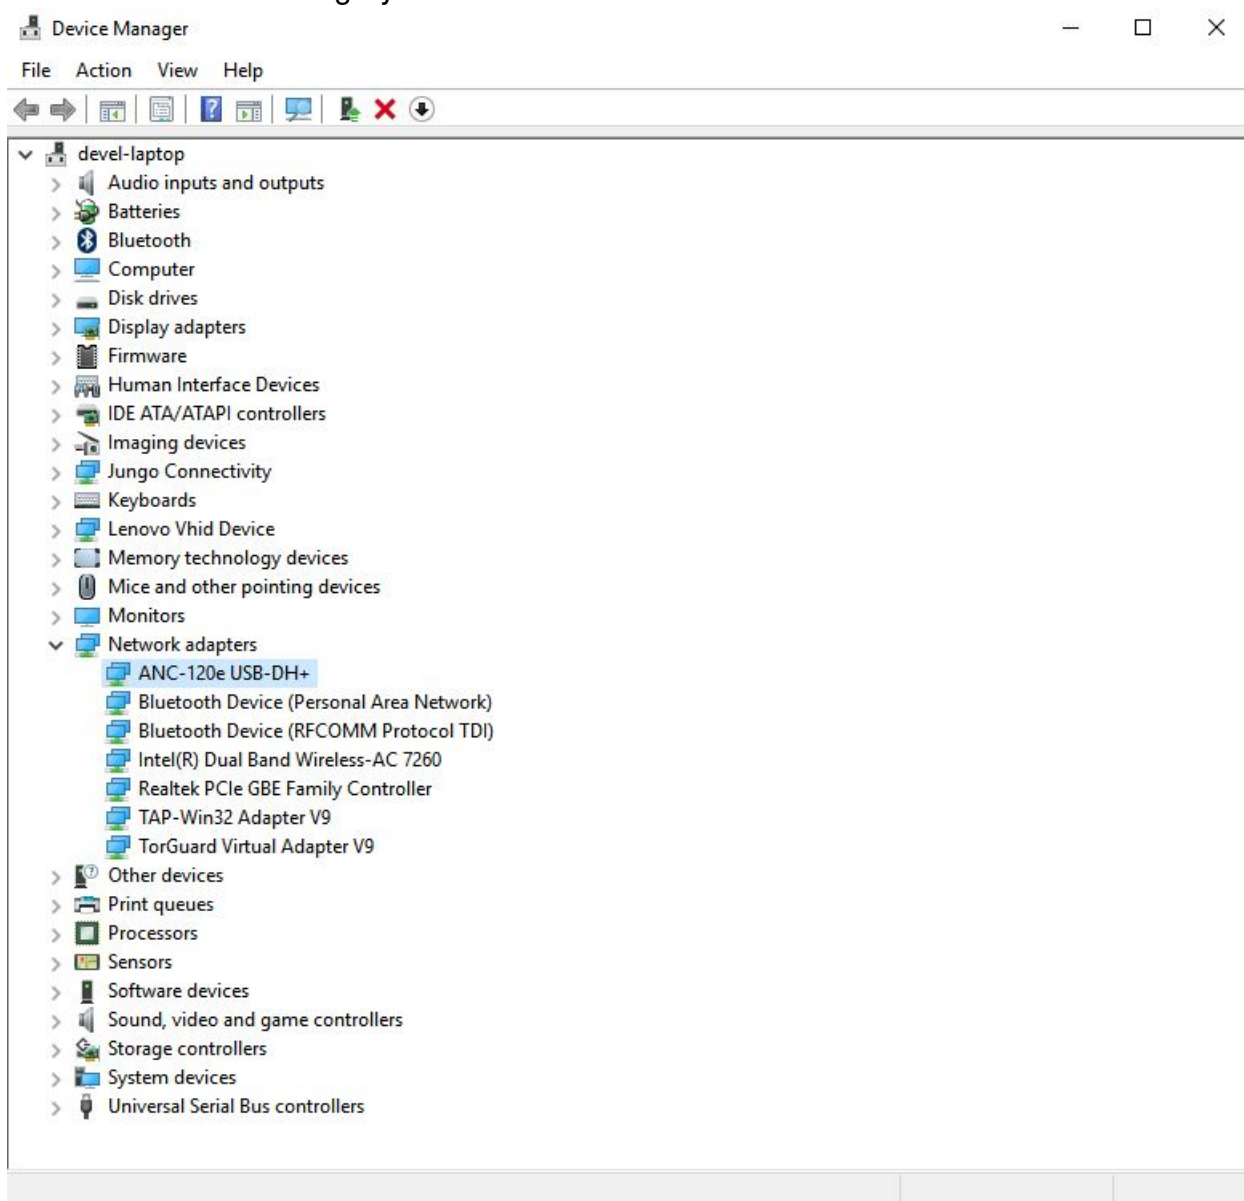 Device Manager
File Action View Help
devel-laptop
Audio inputs and outputs
Batteries
Bluetooth
Computer
Disk drives
Display adapters
Firmware
Human Interface Devices
IDE ATA/ATAPI controllers
Imaging devices
Jungo Connectivity
Keyboards
Lenovo Vhid Device
Memory technology devices
Mice and other pointing devices
Monitors
Network adapters
ANC-120e USB-DH+
Bluetooth Device (Personal Area Network)
Bluetooth Device (RFCOMM Protocol TDI)
Intel(R) Dual Band Wireless-AC 7260
Realtek PCIe GBE Family Controller
TAP-Win32 Adapter V9
TorGuard Virtual Adapter V9
Other devices
Print queues
Processors
Sensors
Software devices
Sound, video and game controllers
Storage controllers
System devices
Universal Serial Bus controllers